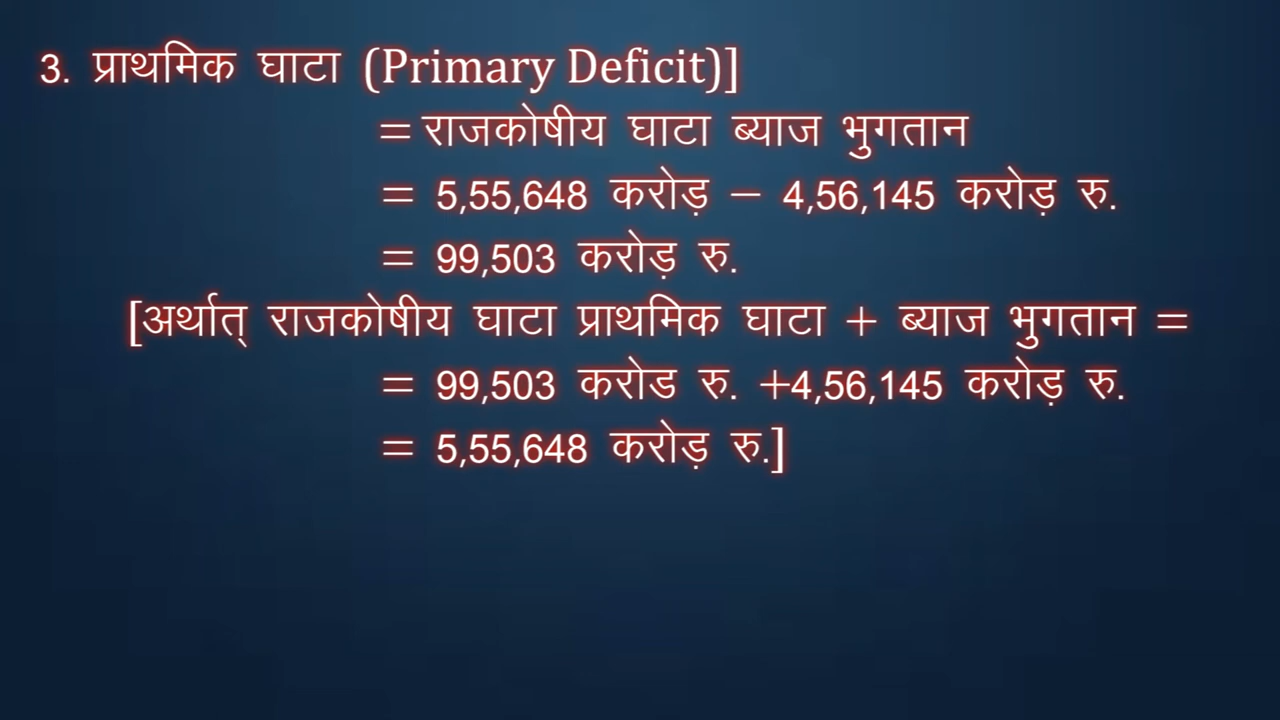 3. प्राथमिक घाटा (Primary Deficit)]
= राजकोषीय घाटा ब्याज भुगतान
= 5,55,648 करोड़ − 4,56,145 करोड़ रु.
= 99,503 करोड़ रु.
[अर्थात् राजकोषीय घाटा प्राथमिक घाटा + ब्याज भुगतान =
= 99,503 करोड रु. +4,56,145 करोड़ रु.
= 5,55,648 करोड़ रु.]